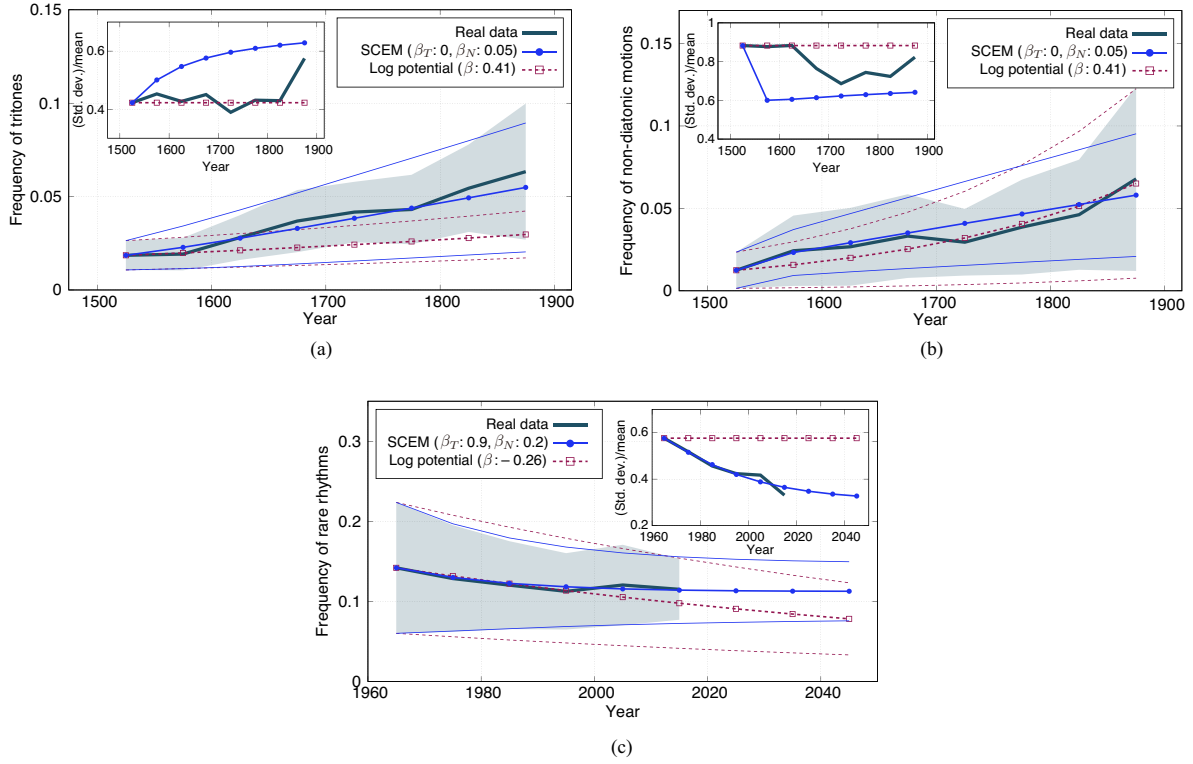 0.15
0.1
0.05
0
Frequency of tritones
1500
1600
1700
1800
1900
Year
Real data
SCEM (βT: 0, βN: 0.05)
Log potential (β: 0.41)
(Std. dev.)/mean
0.6
0.4
1500 1600 1700 1800 1900
Year
(a)
0.15
0.1
0.05
0
Frequency of non-diatonic motions
1500
1600
1700
1800
1900
Year
Real data
SCEM (βT: 0, βN: 0.05)
Log potential (β: 0.41)
(Std. dev.)/mean
1
0.8
0.6
0.4
1500 1600 1700 1800 1900
Year
(b)
0.3
0.2
0.1
0
Frequency of rare rhythms
1960
1980
2000
2020
2040
Year
Real data
SCEM (βT: 0.9, βN: 0.2)
Log potential (β: −0.26)
(Std. dev.)/mean
0.6
0.4
0.2
1960 1980 2000 2020 2040
Year
(c)